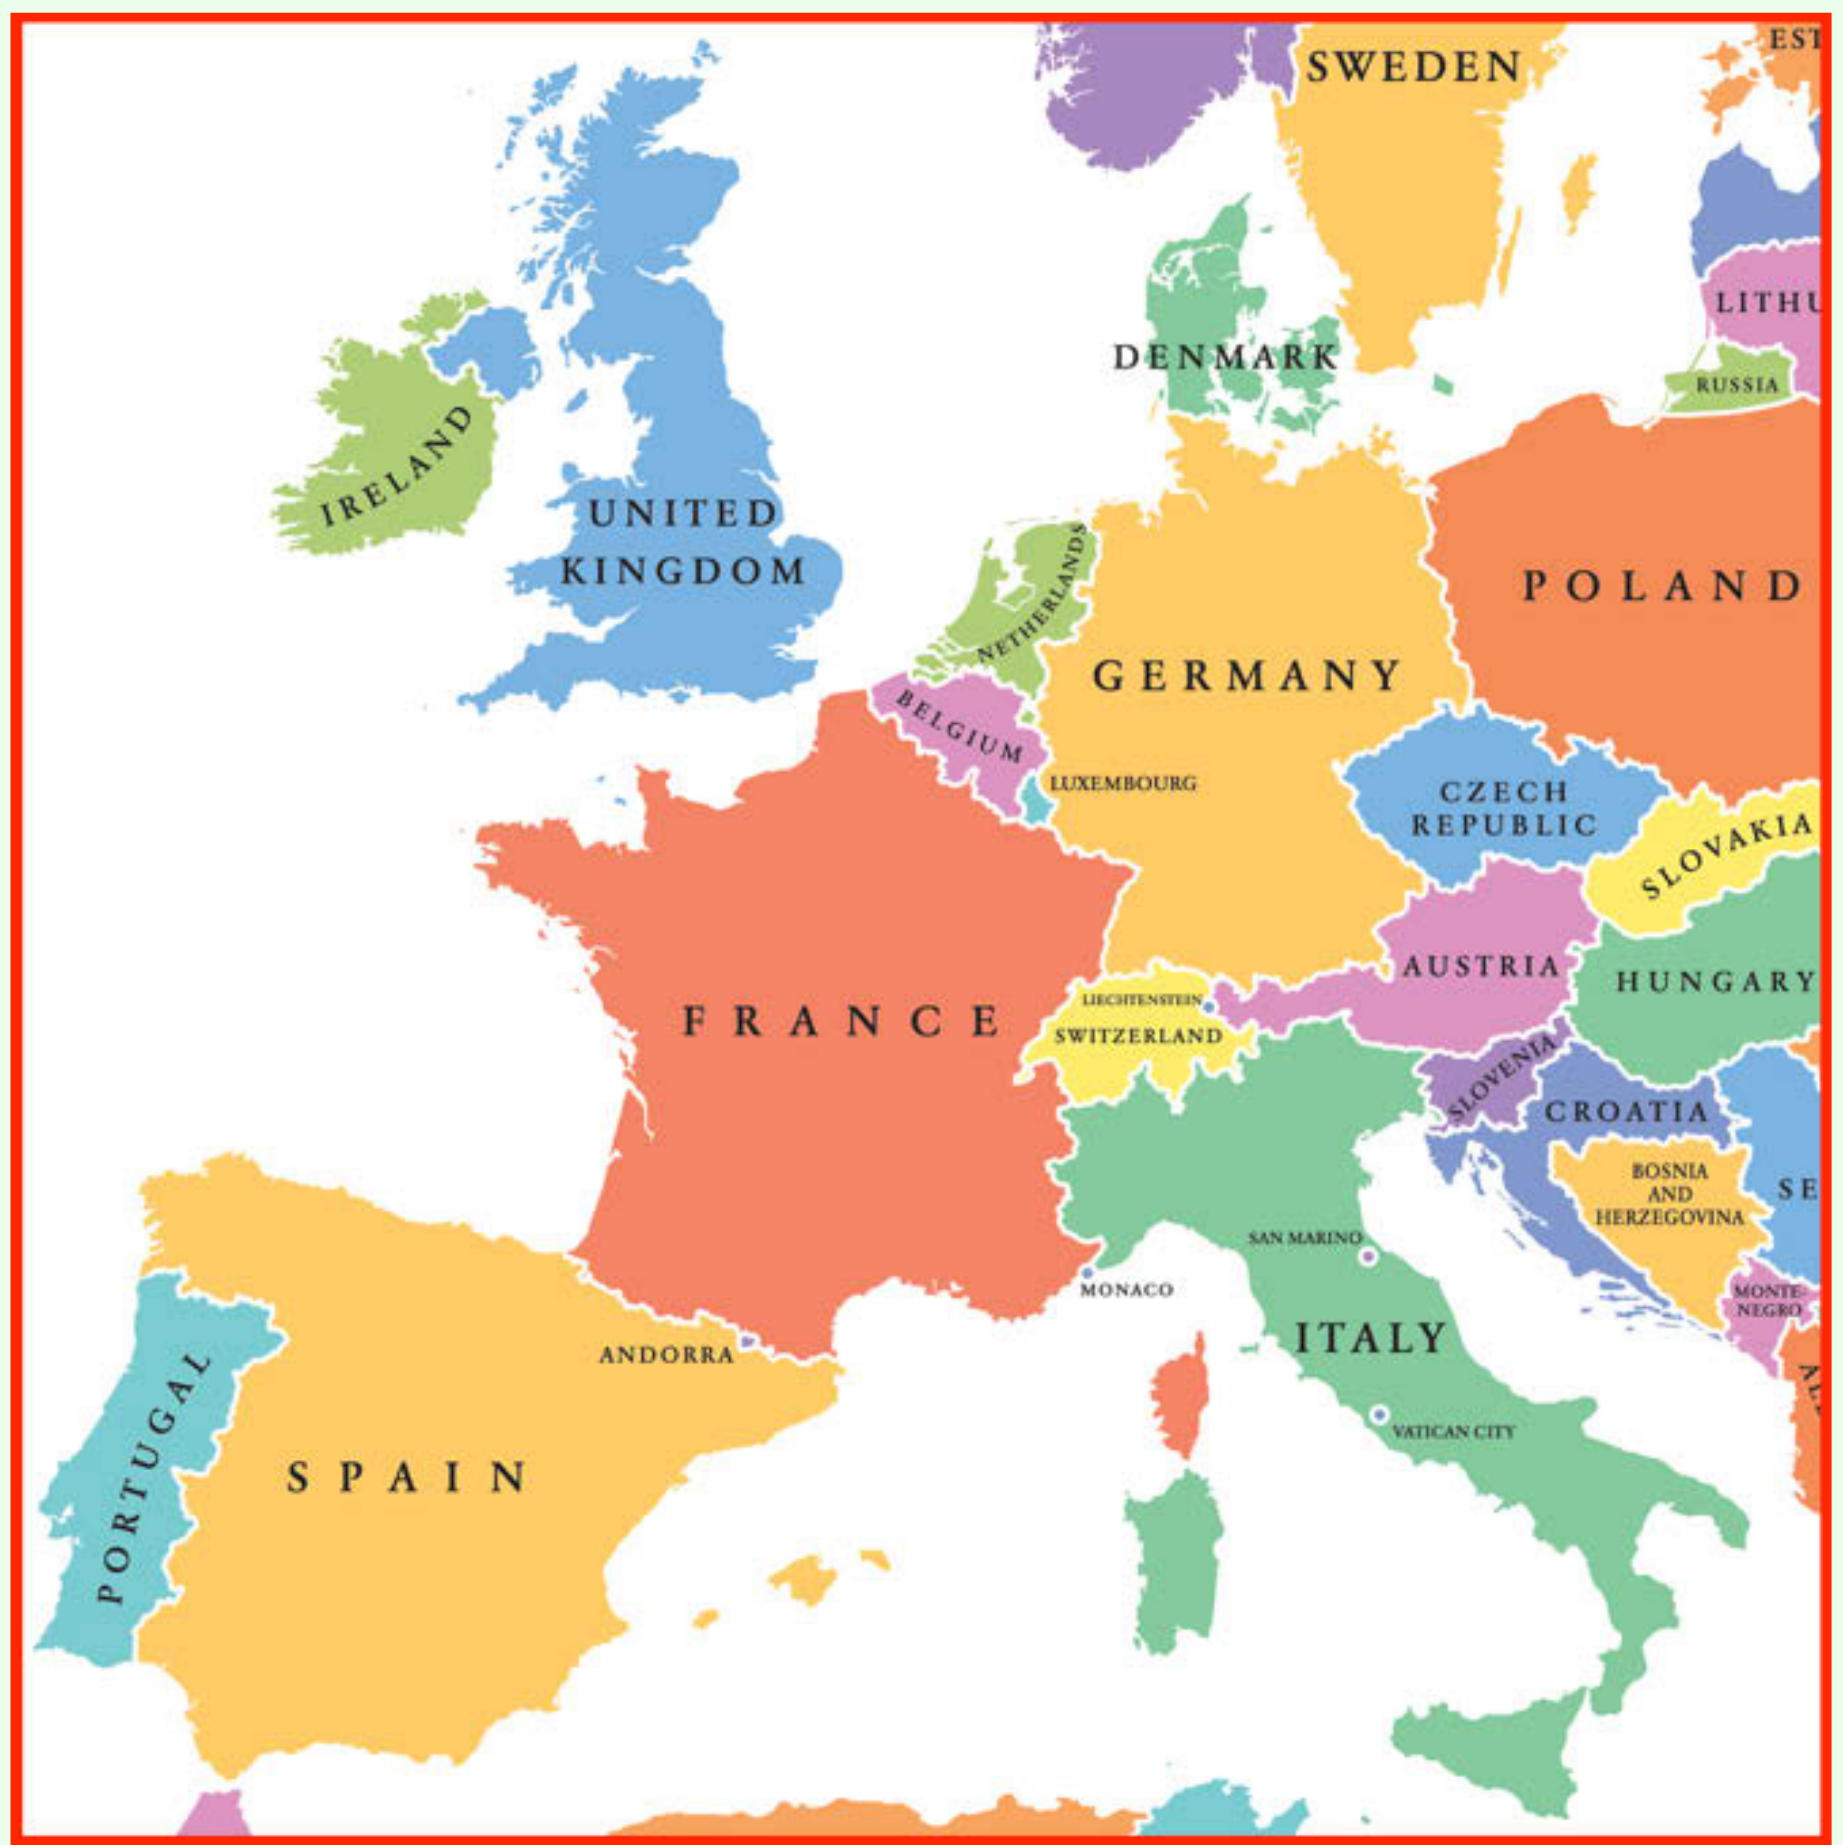 SWEDEN
EST
LITHU
DENMARK
RUSSIA
IRELAND
UNITED
KINGDOM
NETHERLANDS
POLAND
GERMANY
BELGIUM
LUXEMBOURG
CZECH
REPUBLIC
SLOVAKIA
AUSTRIA
HUNGARY
LIECHTENSTEIN
FRANCE
SWITZERLAND
SLOVENIA
CROATIA
BOSNIA
AND
HERZEGOVINA
SE
SAN MARINO
MONACO
MONTE-
NEGRO
ITALY
ANDORRA
PORTUGAL
SPAIN
VATICAN CITY